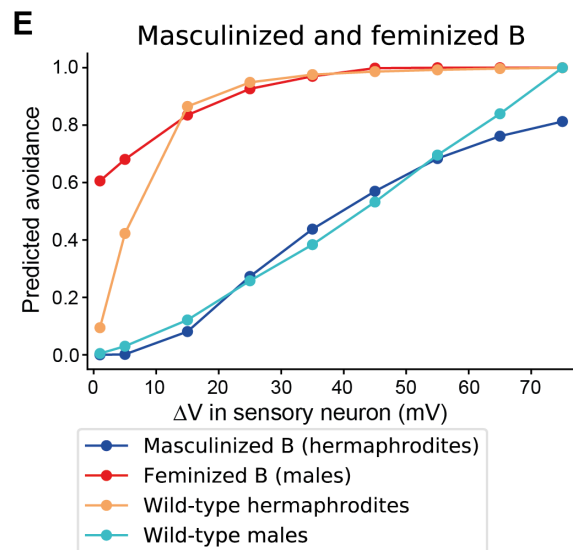 E
Masculinized and feminized B
Predicted avoidance
1.0
0.8
0.6
0.4
0.2
0.0
0 10 20 30 40 50 60 70
ΔV in sensory neuron (mV)
Masculinized B (hermaphrodites)
Feminized B (males)
Wild-type hermaphrodites
Wild-type males